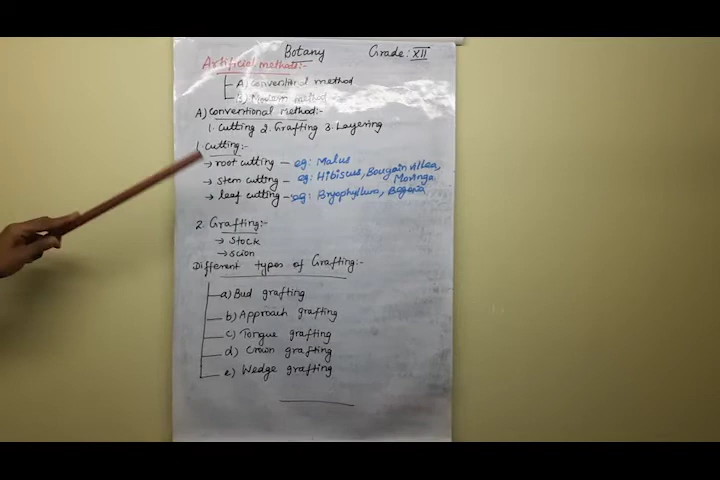 Botany Grade: XII
Artificial methods:-
A) Conventional method
B) Modern method
A) Conventional method:-
1. Cutting 2. Grafting 3. Layering
1. Cutting:-
→ root cutting - eg: Malus
→ stem cutting - eg: Hibiscus, Bougainvillea, Moringa
→ leaf cutting - eg: Bryophyllum, Begonia
2. Grafting:-
→ Stock
→ scion
Different types of Grafting:-
a) Bud grafting
b) Approach grafting
c) Tongue grafting
d) Crown grafting
e) Wedge grafting